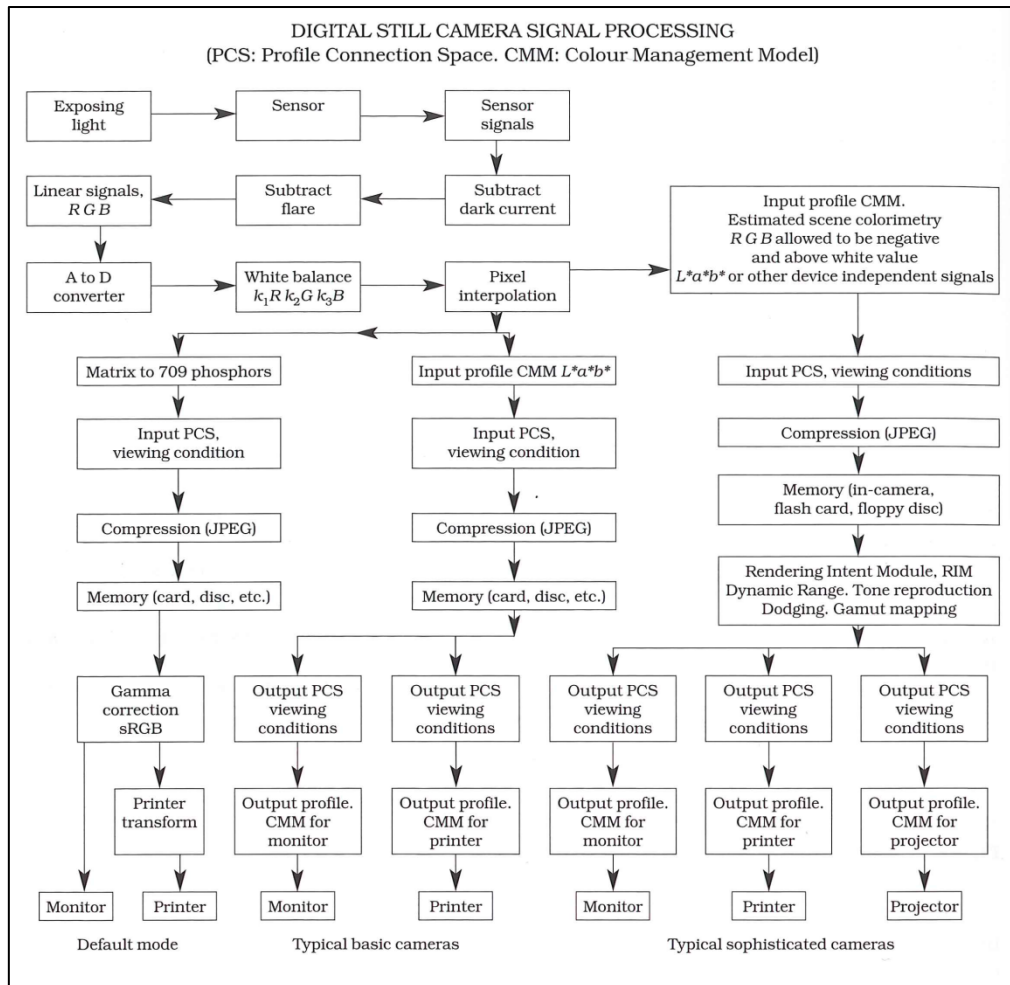 DIGITAL STILL CAMERA SIGNAL PROCESSING
(PCS: Profile Connection Space. CMM: Colour Management Model)
Exposing
light
Sensor
Sensor
signals
Linear signals,
R G B
Subtract
flare
Subtract
dark current
Input profile CMM.
Estimated scene colorimetry
R G B allowed to be negative
and above white value
L*a*b* or other device independent signals
A to D
converter
White balance
k₁R k₂G k₃B
Pixel
interpolation
Matrix to 709 phosphors
Input profile CMM L*a*b*
Input PCS, viewing conditions
Input PCS,
viewing condition
Input PCS,
viewing condition
Compression (JPEG)
Compression (JPEG)
Compression (JPEG)
Memory (in-camera,
flash card, floppy disc)
Memory (card, disc, etc.)
Memory (card, disc, etc.)
Rendering Intent Module, RIM
Dynamic Range. Tone reproduction
Dodging. Gamut mapping
Gamma
correction
sRGB
Output PCS
viewing
conditions
Output PCS
viewing
conditions
Output PCS
viewing
conditions
Output PCS
viewing
conditions
Output PCS
viewing
conditions
Printer
transform
Output profile.
CMM for
monitor
Output profile.
CMM for
printer
Output profile.
CMM for
monitor
Output profile.
CMM for
printer
Output profile.
CMM for
projector
Monitor
Printer
Monitor
Printer
Monitor
Printer
Projector
Default mode
Typical basic cameras
Typical sophisticated cameras